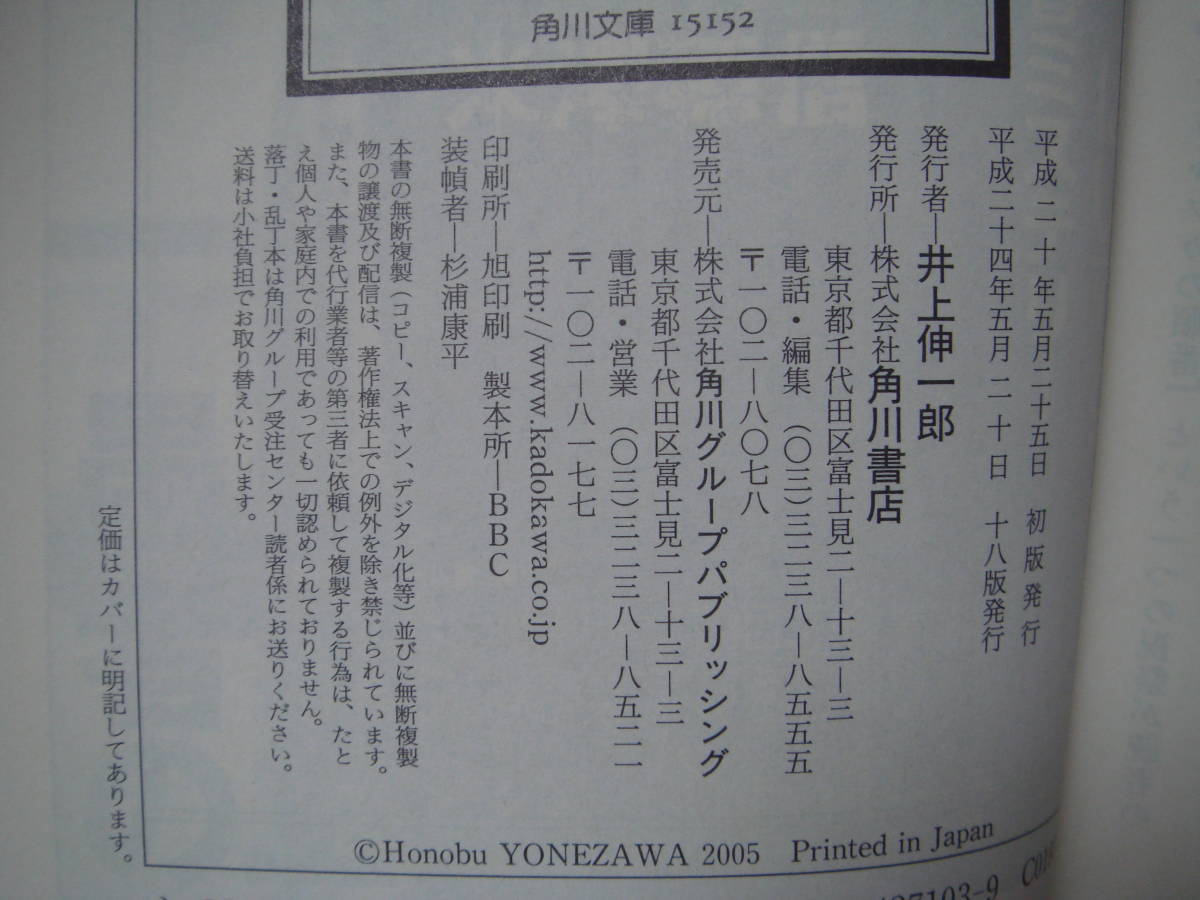 角川文庫 15152
平成二十年五月二十五日 初版発行
平成二十四年五月二十日 十八版発行
発行者―井上伸一郎
発行所―株式会社角川書店
東京都千代田区富士見二―十三―三
電話・編集 (〇三)三二三八―八五五五
〒一〇二―八〇七八
発売元―株式会社角川グループパブリッシング
東京都千代田区富士見二―十三―三
電話・営業 (〇三)三二三八―八五二一
〒一〇二―八一七七
http://www.kadokawa.co.jp
印刷所―旭印刷 製本所―BBC
装幀者―杉浦康平
本書の無断複製(コピー、スキャン、デジタル化等)並びに無断複製
物の譲渡及び配信は、著作権法上での例外を除き禁じられています。
また、本書を代行業者等の第三者に依頼して複製する行為は、たと
え個人や家庭内での利用であっても一切認められておりません。
落丁・乱丁本は角川グループ受注センター読者係にお送りください。
送料は小社負担でお取り替えいたします。
定価はカバーに明記してあります。
©Honobu YONEZAWA 2005 Printed in Japan